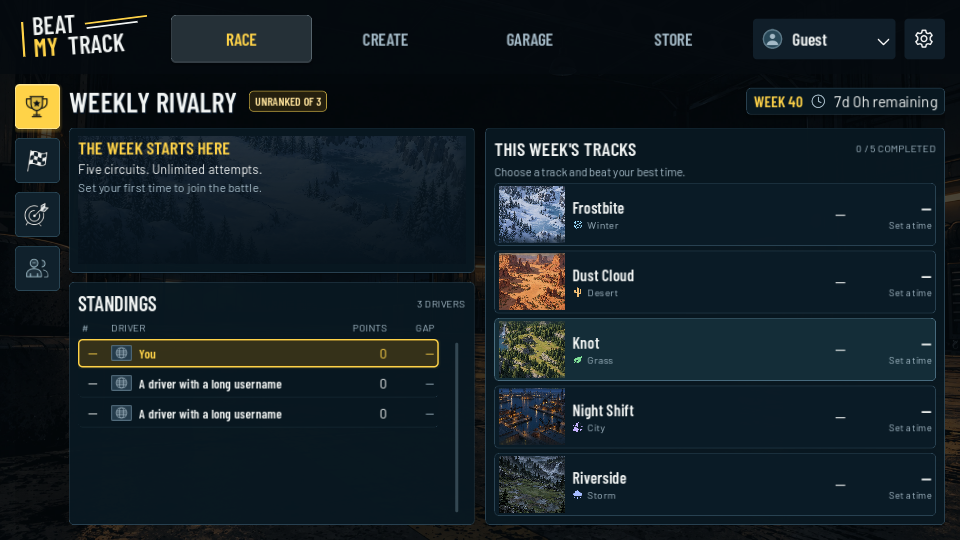 BEAT
MY TRACK
RACE
CREATE
GARAGE
STORE
Guest
WEEKLY RIVALRY
UNRANKED OF 3
WEEK 40
7d 0h remaining
THE WEEK STARTS HERE
Five circuits. Unlimited attempts.
Set your first time to join the battle.
STANDINGS
3 DRIVERS
# DRIVER POINTS GAP
— You 0 —
— A driver with a long username 0 —
— A driver with a long username 0 —
THIS WEEK'S TRACKS
0 / 5 COMPLETED
Choose a track and beat your best time.
Frostbite — —
Winter Set a time
Dust Cloud — —
Desert Set a time
Knot — —
Grass Set a time
Night Shift — —
City Set a time
Riverside — —
Storm Set a time